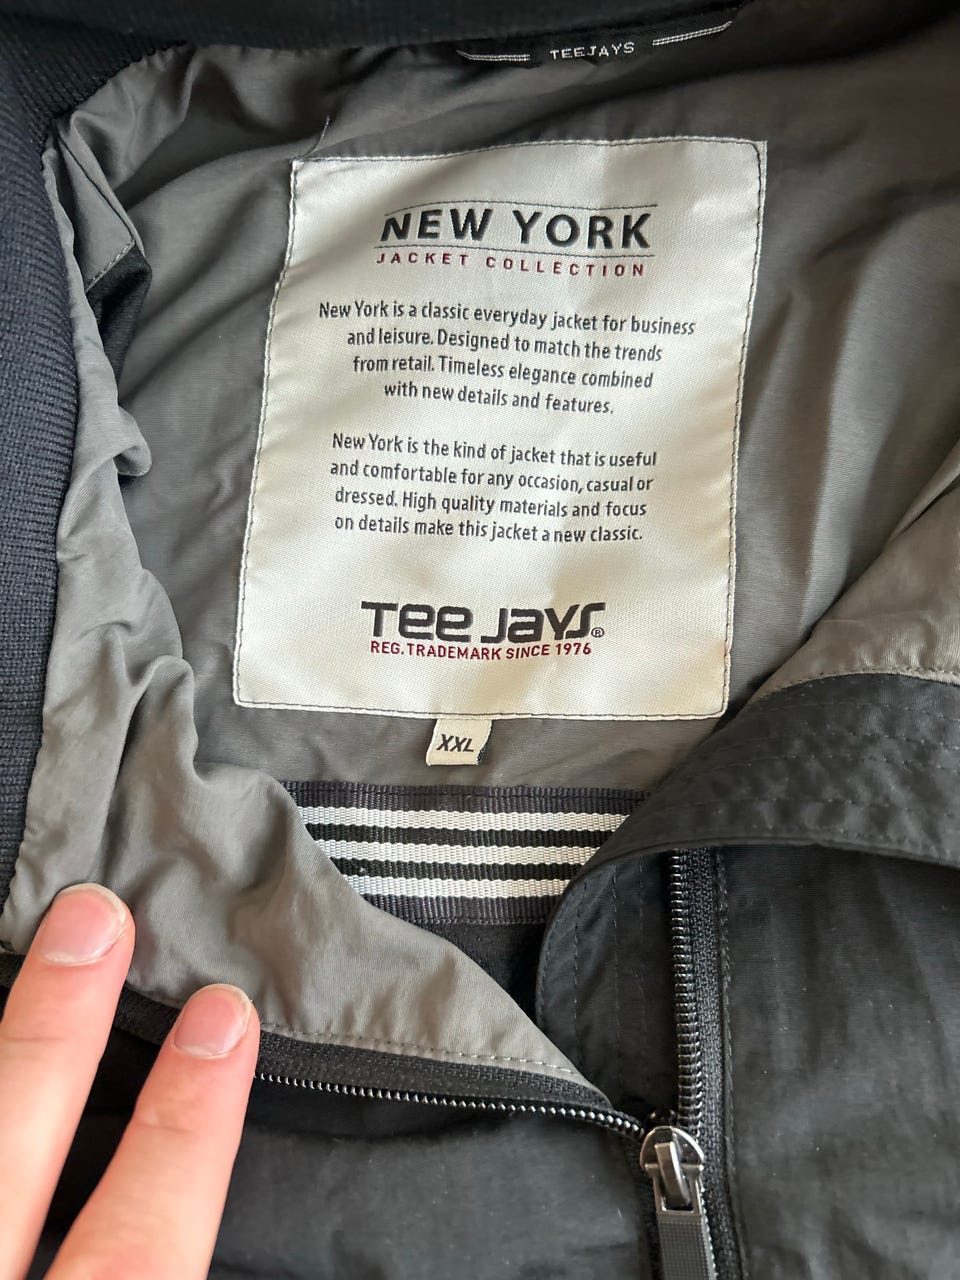 TEEJAYS
NEW YORK
JACKET COLLECTION
New York is a classic everyday jacket for business
and leisure. Designed to match the trends
from retail. Timeless elegance combined
with new details and features.
New York is the kind of jacket that is useful
and comfortable for any occasion, casual or
dressed. High quality materials and focus
on details make this jacket a new classic.
Tee Jays®
REG. TRADEMARK SINCE 1976
XXL